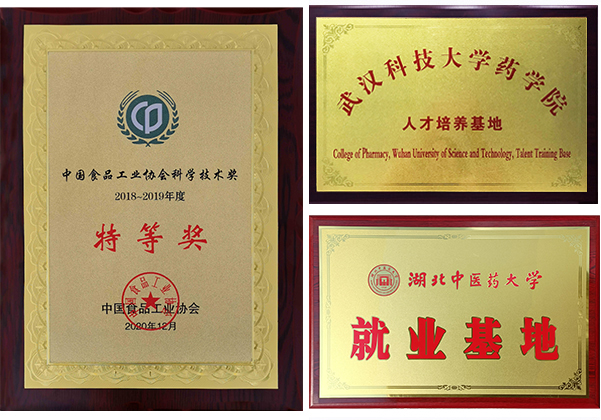 中国食品工业协会科学技术奖
2018~2019年度
特等奖
中国食品工业协会
2020年12月
武汉科技大学药学院
人才培养基地
College of Pharmacy, Wuhan University of Science and Technology, Talent Training Base
湖北中医药大学
就业基地